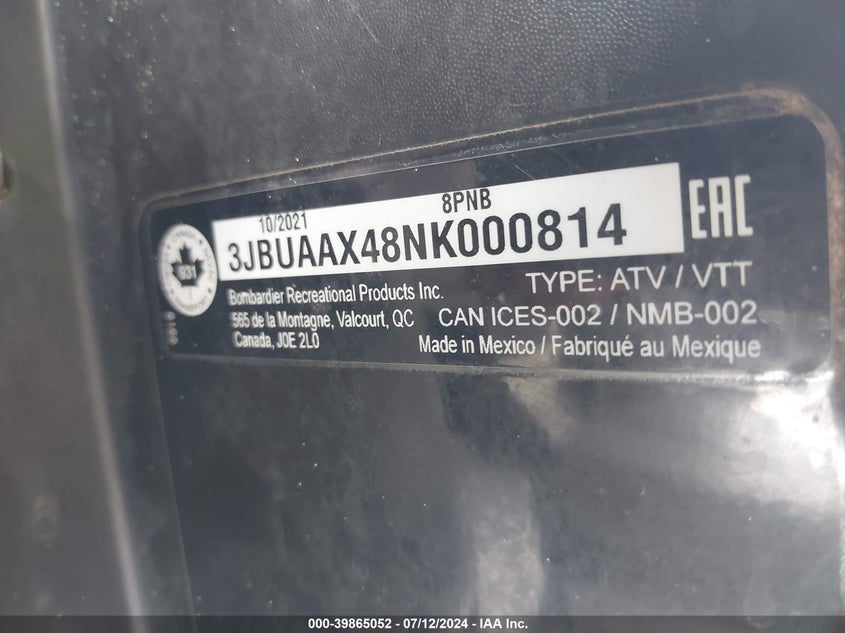 10/2021 8PNB
3JBUAAX48NK000814
EAC
931
Bombardier Recreational Products Inc.
565 de la Montagne, Valcourt, QC
Canada, J0E 2L0
TYPE: ATV / VTT
CAN ICES-002 / NMB-002
Made in Mexico / Fabriqué au Mexique
000-39865052 - 07/12/2024 - IAA Inc.